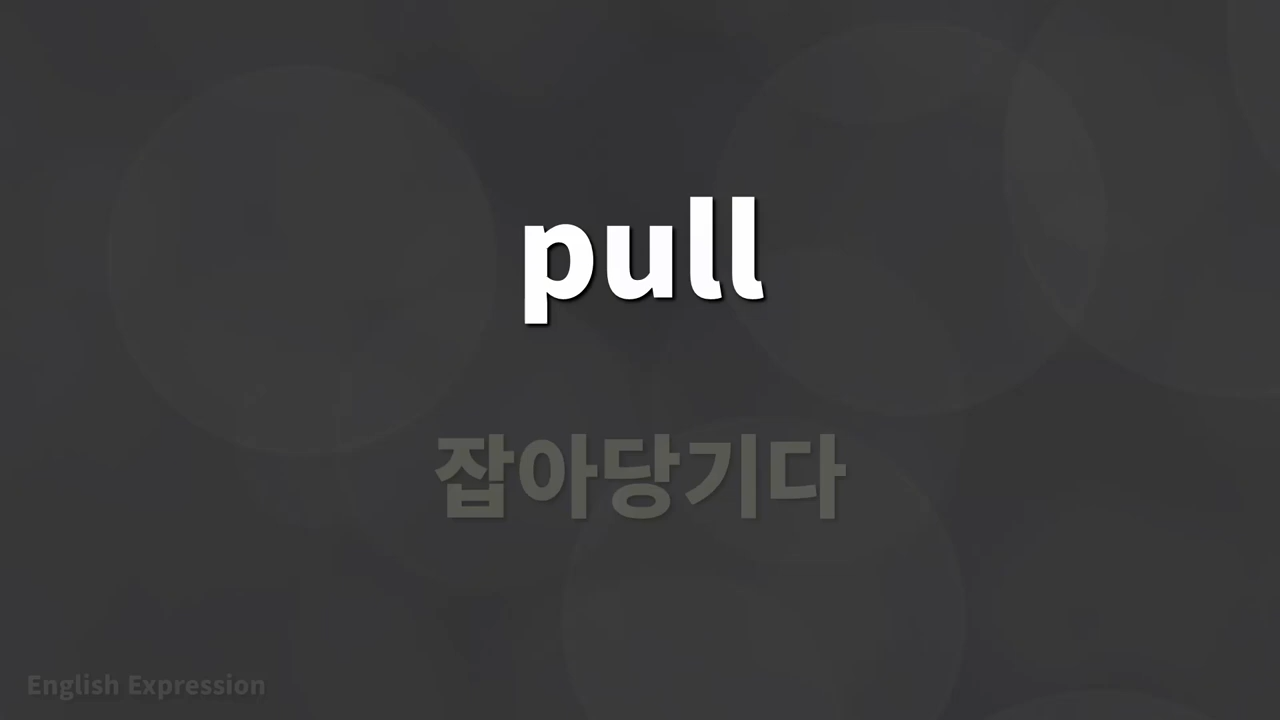 pull
잡아당기다
English Expression